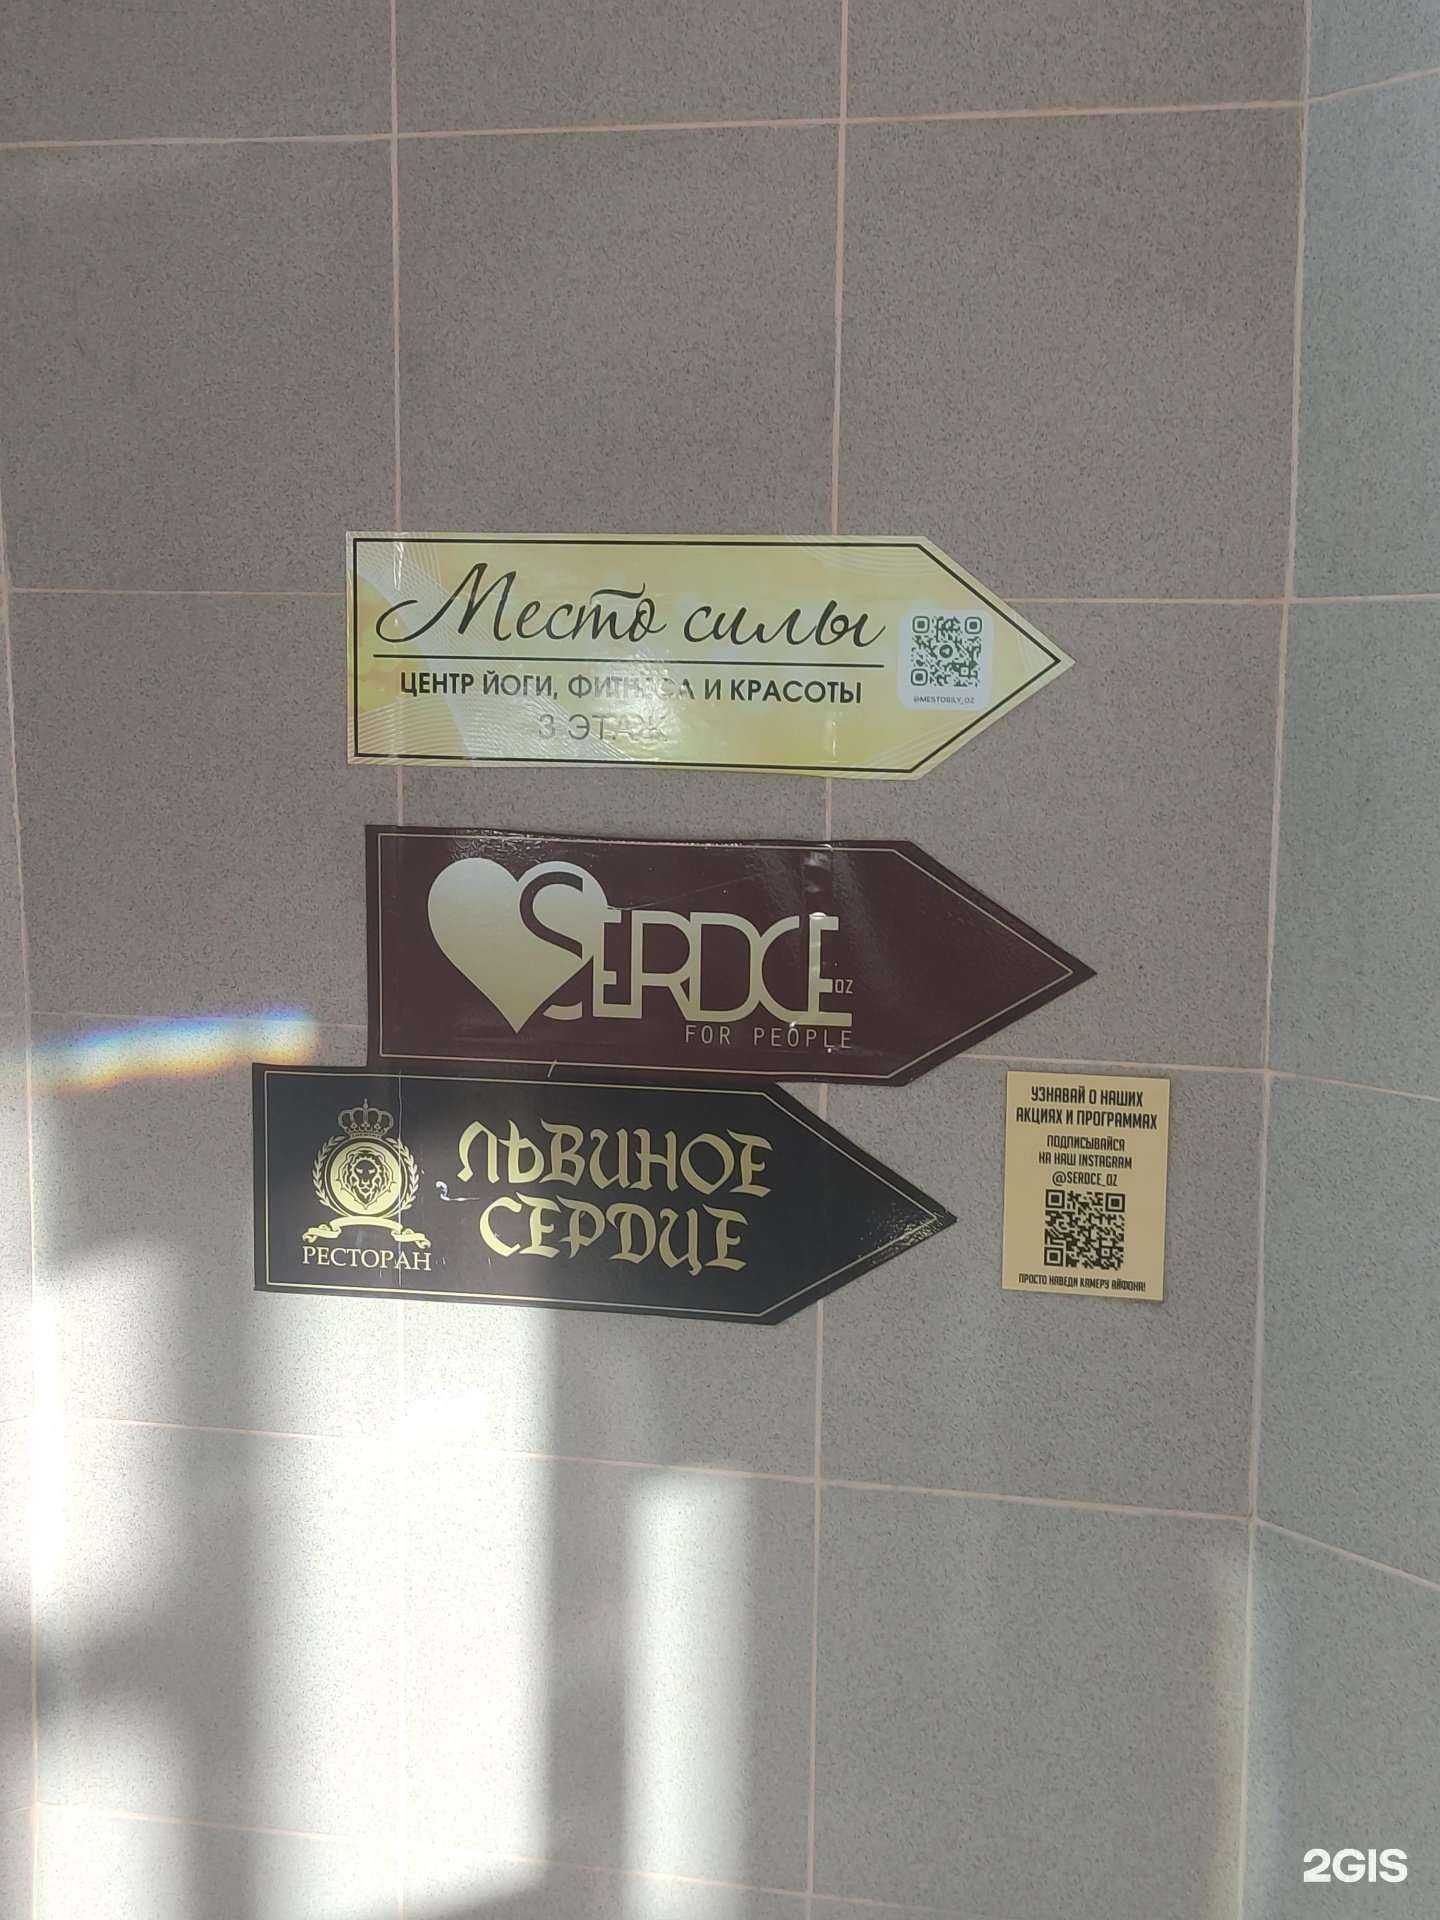 Место силы
ЦЕНТР ЙОГИ, ФИТНЕСА И КРАСОТЫ
3 ЭТАЖ
@MESTOSILY_OZ
SERDCE OZ
FOR PEOPLE
РЕСТОРАН
ЛЬВИНОЕ
СЕРДЦЕ
УЗНАВАЙ О НАШИХ
АКЦИЯХ И ПРОГРАММАХ
ПОДПИСЫВАЙСЯ
НА НАШ INSTAGRAM
@SERDCE_OZ
ПРОСТО НАВЕДИ КАМЕРУ АЙФОНА!
2GIS